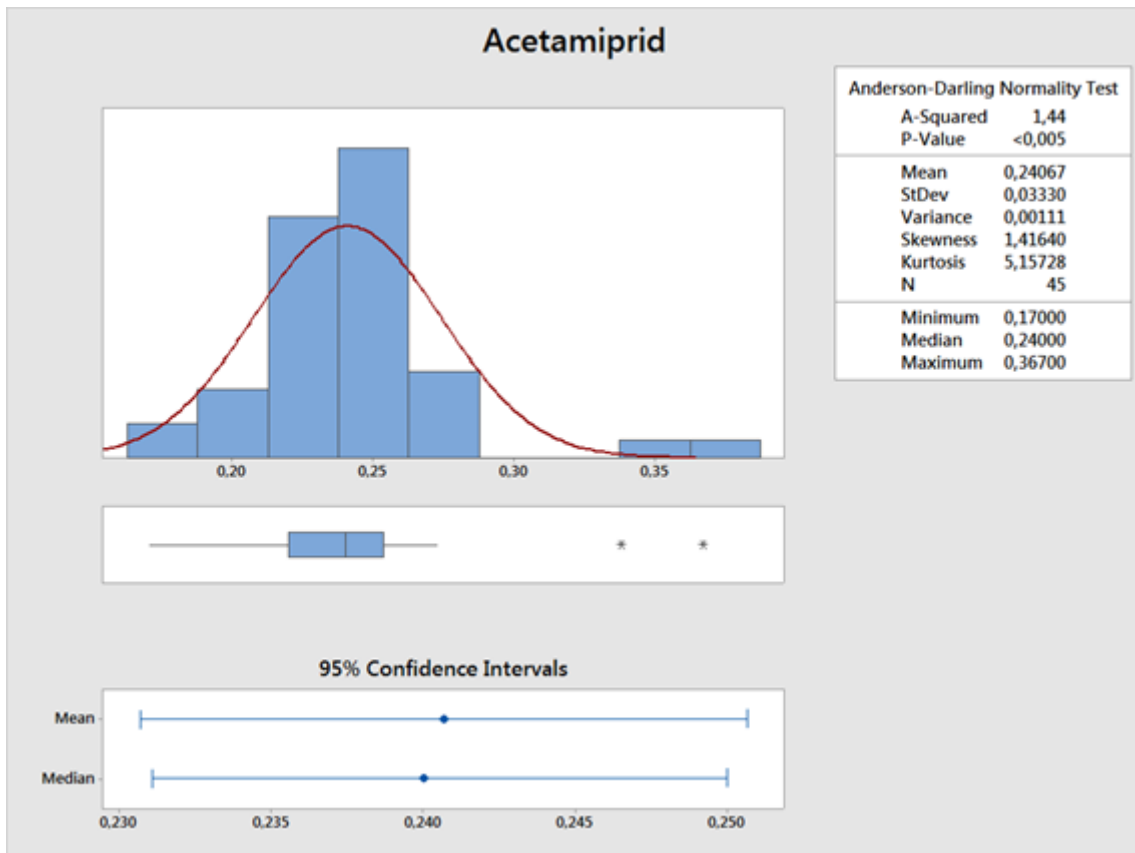 Acetamiprid
Anderson-Darling Normality Test
A-Squared 1,44
P-Value <0,005
Mean 0,24067
StDev 0,03330
Variance 0,00111
Skewness 1,41640
Kurtosis 5,15728
N 45
Minimum 0,17000
Median 0,24000
Maximum 0,36700
0,20 0,25 0,30 0,35
95% Confidence Intervals
Mean
Median
0,230 0,235 0,240 0,245 0,250